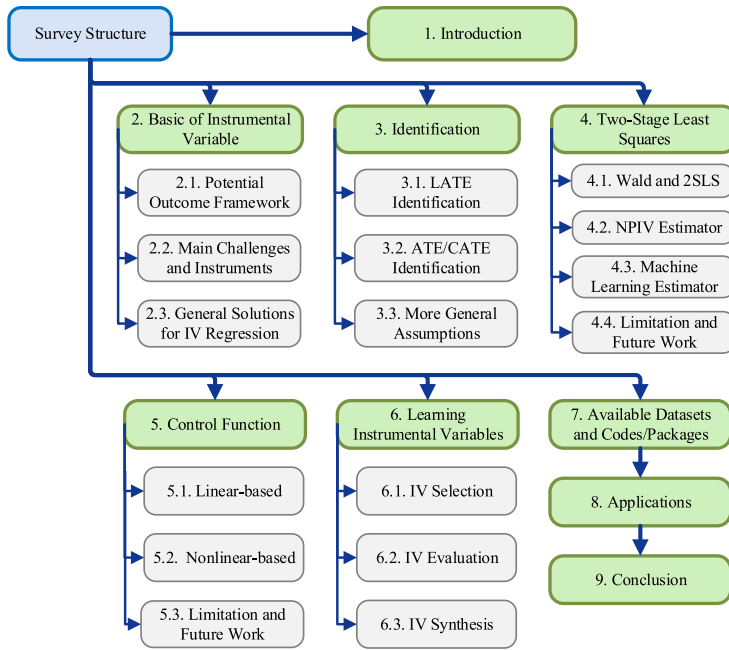 Survey Structure
1. Introduction
2. Basic of Instrumental
Variable
2.1. Potential
Outcome Framework
2.2. Main Challenges
and Instruments
2.3. General Solutions
for IV Regression
3. Identification
3.1. LATE
Identification
3.2. ATE/CATE
Identification
3.3. More General
Assumptions
4. Two-Stage Least
Squares
4.1. Wald and 2SLS
4.2. NPIV Estimator
4.3. Machine
Learning Estimator
4.4. Limitation and
Future Work
5. Control Function
5.1. Linear-based
5.2. Nonlinear-based
5.3. Limitation and
Future Work
6. Learning
Instrumental Variables
6.1. IV Selection
6.2. IV Evaluation
6.3. IV Synthesis
7. Available Datasets
and Codes/Packages
8. Applications
9. Conclusion